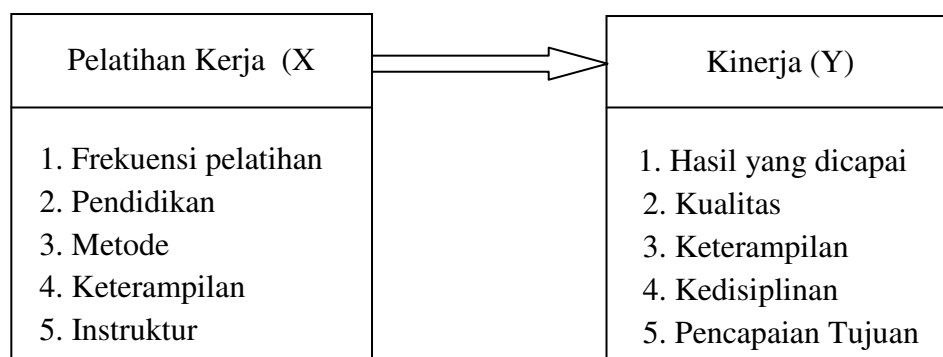 Pelatihan Kerja  (X
1. Frekuensi pelatihan
2. Pendidikan
3. Metode
4. Keterampilan
5. Instruktur
Kinerja (Y)
1. Hasil yang dicapai
2. Kualitas
3. Keterampilan
4. Kedisiplinan
5. Pencapaian Tujuan